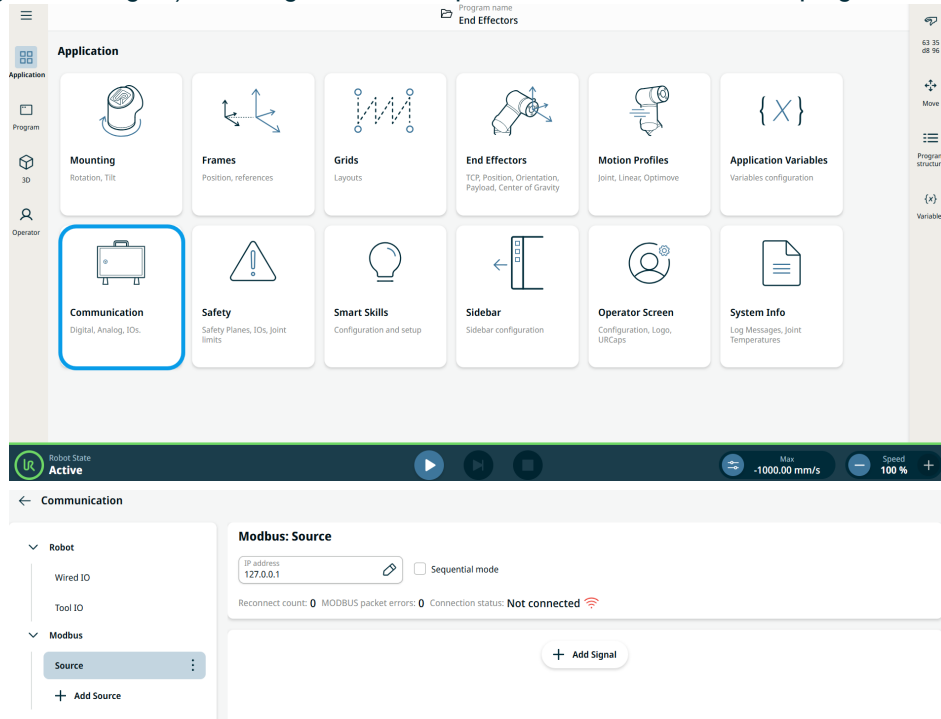 Program name
End Effectors
Application
63 35
d8 96
Application
Move
Program
Mounting
Rotation, Tilt
Frames
Position, references
Grids
Layouts
End Effectors
TCP, Position, Orientation,
Payload, Center of Gravity
Motion Profiles
Joint, Linear, Optimove
Application Variables
Variables configuration
3D
Operator
Communication
Digital, Analog, IOs.
Safety
Safety Planes, IOs, Joint
limits
Smart Skills
Configuration and setup
Sidebar
Sidebar configuration
Operator Screen
Configuration, Logo,
URCaps
System Info
Log Messages, Joint
Temperatures
Robot State
Active
Max
-1000.00 mm/s
Speed
100 %
Communication
Robot
Wired IO
Tool IO
Modbus
Source
Add Source
Modbus: Source
IP address
127.0.0.1
Sequential mode
Reconnect count: 0 MODBUS packet errors: 0 Connection status: Not connected
Add Signal